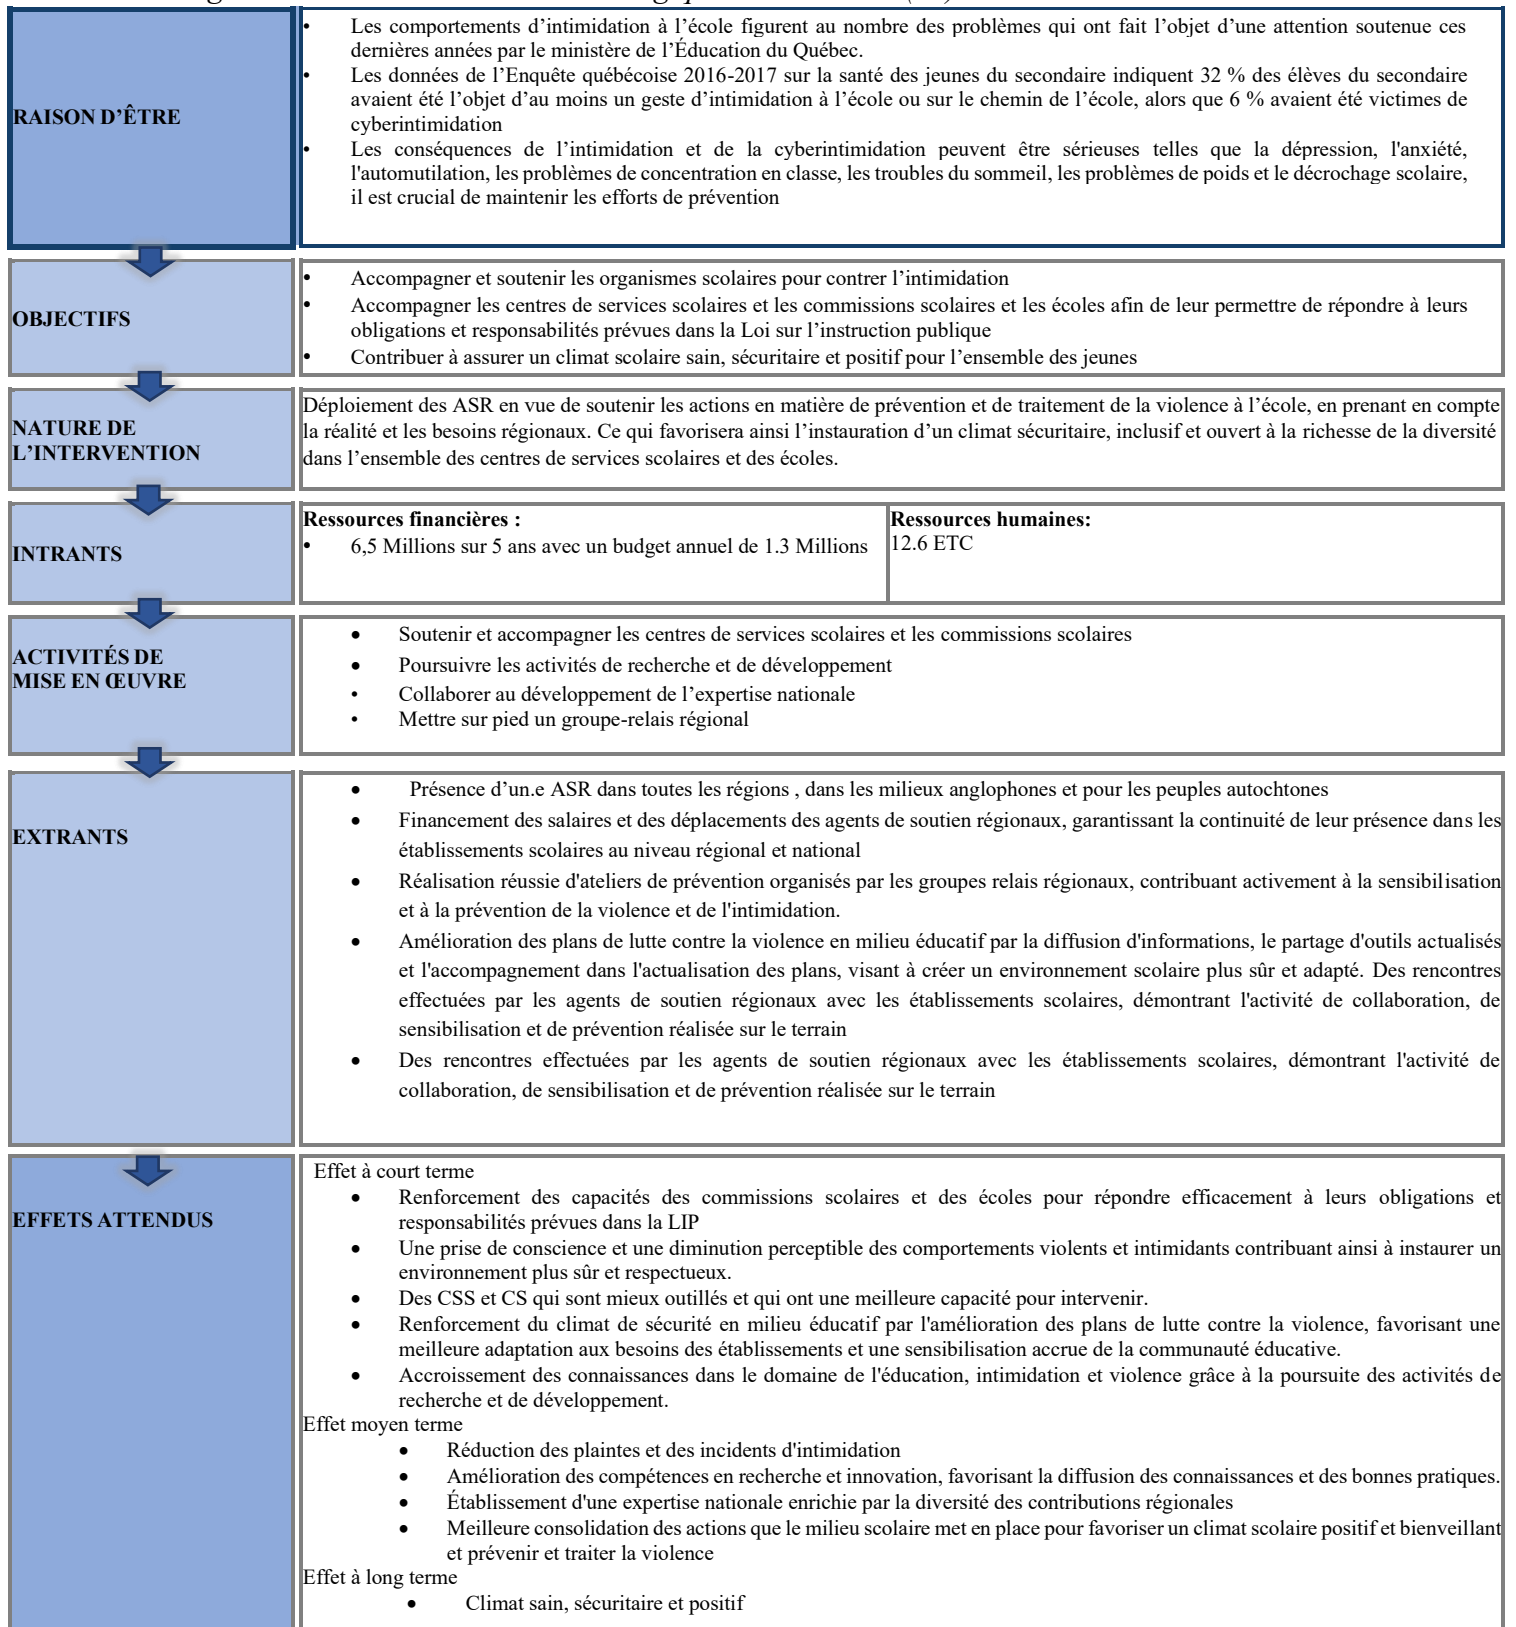 RAISON D'ÊTRE
• Les comportements d'intimidation à l'école figurent au nombre des problèmes qui ont fait l'objet d'une attention soutenue ces
dernières années par le ministère de l'Éducation du Québec.
• Les données de l'Enquête québécoise 2016-2017 sur la santé des jeunes du secondaire indiquent 32 % des élèves du secondaire
avaient été l'objet d'au moins un geste d'intimidation à l'école ou sur le chemin de l'école, alors que 6 % avaient été victimes de
cyberintimidation
• Les conséquences de l'intimidation et de la cyberintimidation peuvent être sérieuses telles que la dépression, l'anxiété,
l'automutilation, les problèmes de concentration en classe, les troubles du sommeil, les problèmes de poids et le décrochage scolaire,
il est crucial de maintenir les efforts de prévention
OBJECTIFS
• Accompagner et soutenir les organismes scolaires pour contrer l'intimidation
• Accompagner les centres de services scolaires et les commissions scolaires et les écoles afin de leur permettre de répondre à leurs
obligations et responsabilités prévues dans la Loi sur l'instruction publique
• Contribuer à assurer un climat scolaire sain, sécuritaire et positif pour l'ensemble des jeunes
NATURE DE
L'INTERVENTION
Déploiement des ASR en vue de soutenir les actions en matière de prévention et de traitement de la violence à l'école, en prenant en compte
la réalité et les besoins régionaux. Ce qui favorisera ainsi l'instauration d'un climat sécuritaire, inclusif et ouvert à la richesse de la diversité
dans l'ensemble des centres de services scolaires et des écoles.
INTRANTS
Ressources financières :
• 6,5 Millions sur 5 ans avec un budget annuel de 1.3 Millions
Ressources humaines:
12.6 ETC
ACTIVITÉS DE
MISE EN ŒUVRE
• Soutenir et accompagner les centres de services scolaires et les commissions scolaires
• Poursuivre les activités de recherche et de développement
• Collaborer au développement de l'expertise nationale
• Mettre sur pied un groupe-relais régional
EXTRANTS
• Présence d'un.e ASR dans toutes les régions , dans les milieux anglophones et pour les peuples autochtones
• Financement des salaires et des déplacements des agents de soutien régionaux, garantissant la continuité de leur présence dans les
établissements scolaires au niveau régional et national
• Réalisation réussie d'ateliers de prévention organisés par les groupes relais régionaux, contribuant activement à la sensibilisation
et à la prévention de la violence et de l'intimidation.
• Amélioration des plans de lutte contre la violence en milieu éducatif par la diffusion d'informations, le partage d'outils actualisés
et l'accompagnement dans l'actualisation des plans, visant à créer un environnement scolaire plus sûr et adapté. Des rencontres
effectuées par les agents de soutien régionaux avec les établissements scolaires, démontrant l'activité de collaboration, de
sensibilisation et de prévention réalisée sur le terrain
• Des rencontres effectuées par les agents de soutien régionaux avec les établissements scolaires, démontrant l'activité de
collaboration, de sensibilisation et de prévention réalisée sur le terrain
EFFETS ATTENDUS
Effet à court terme
• Renforcement des capacités des commissions scolaires et des écoles pour répondre efficacement à leurs obligations et
responsabilités prévues dans la LIP
• Une prise de conscience et une diminution perceptible des comportements violents et intimidants contribuant ainsi à instaurer un
environnement plus sûr et respectueux.
• Des CSS et CS qui sont mieux outillés et qui ont une meilleure capacité pour intervenir.
• Renforcement du climat de sécurité en milieu éducatif par l'amélioration des plans de lutte contre la violence, favorisant une
meilleure adaptation aux besoins des établissements et une sensibilisation accrue de la communauté éducative.
• Accroissement des connaissances dans le domaine de l'éducation, intimidation et violence grâce à la poursuite des activités de
recherche et de développement.
Effet moyen terme
• Réduction des plaintes et des incidents d'intimidation
• Amélioration des compétences en recherche et innovation, favorisant la diffusion des connaissances et des bonnes pratiques.
• Établissement d'une expertise nationale enrichie par la diversité des contributions régionales
• Meilleure consolidation des actions que le milieu scolaire met en place pour favoriser un climat scolaire positif et bienveillant
et prévenir et traiter la violence
Effet à long terme
• Climat sain, sécuritaire et positif